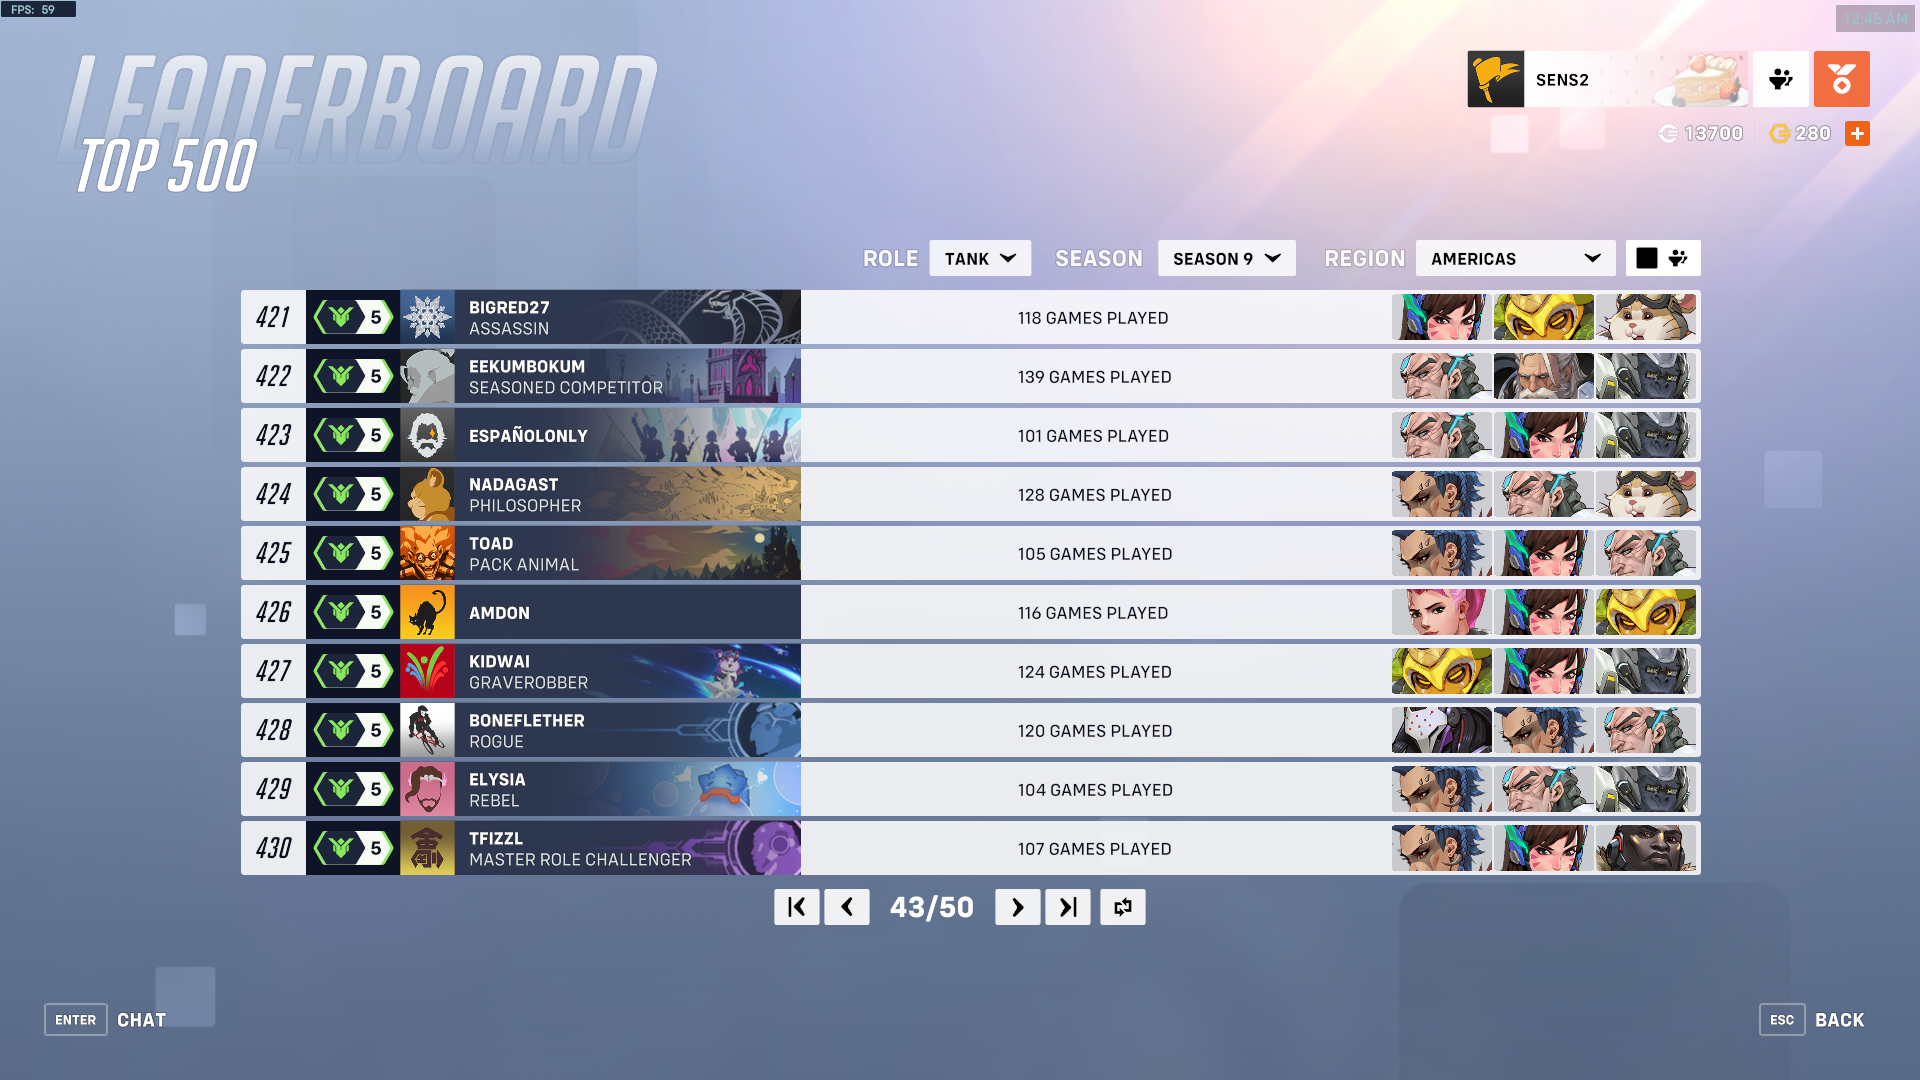 FPS: 59
12:45 AM
LEADERBOARD
TOP 500
SENS2
13700
280
ROLE TANK SEASON SEASON 9 REGION AMERICAS
421 5 BIGRED27 118 GAMES PLAYED
ASSASSIN
422 5 EEKUMBOKUM 139 GAMES PLAYED
SEASONED COMPETITOR
423 5 ESPAÑOLONLY 101 GAMES PLAYED
424 5 NADAGAST 128 GAMES PLAYED
PHILOSOPHER
425 5 TOAD 105 GAMES PLAYED
PACK ANIMAL
426 5 AMDON 116 GAMES PLAYED
427 5 KIDWAI 124 GAMES PLAYED
GRAVEROBBER
428 5 BONEFLETHER 120 GAMES PLAYED
ROGUE
429 5 ELYSIA 104 GAMES PLAYED
REBEL
430 5 TFIZZL 107 GAMES PLAYED
MASTER ROLE CHALLENGER
43/50
ENTER CHAT
ESC BACK